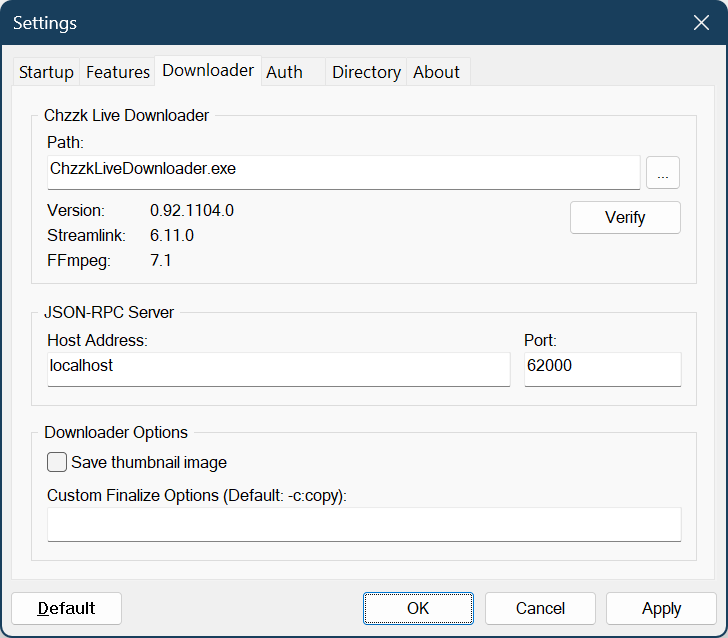 Settings
Startup Features Downloader Auth Directory About
Chzzk Live Downloader
Path:
ChzzkLiveDownloader.exe
...
Version: 0.92.1104.0
Verify
Streamlink: 6.11.0
FFmpeg: 7.1
JSON-RPC Server
Host Address: Port:
localhost 62000
Downloader Options
Save thumbnail image
Custom Finalize Options (Default: -c:copy):
Default OK Cancel Apply